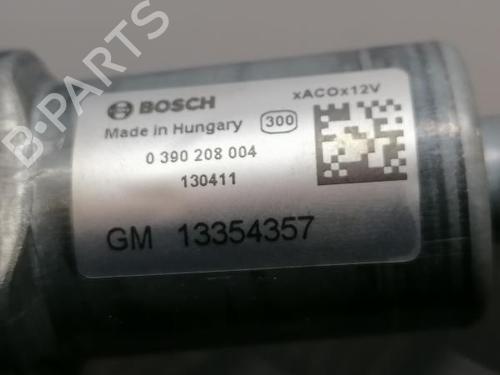 BOSCH
xACOx12V
Made in Hungary 300
0 390 208 004
130411
GM 13354357
B-PARTS